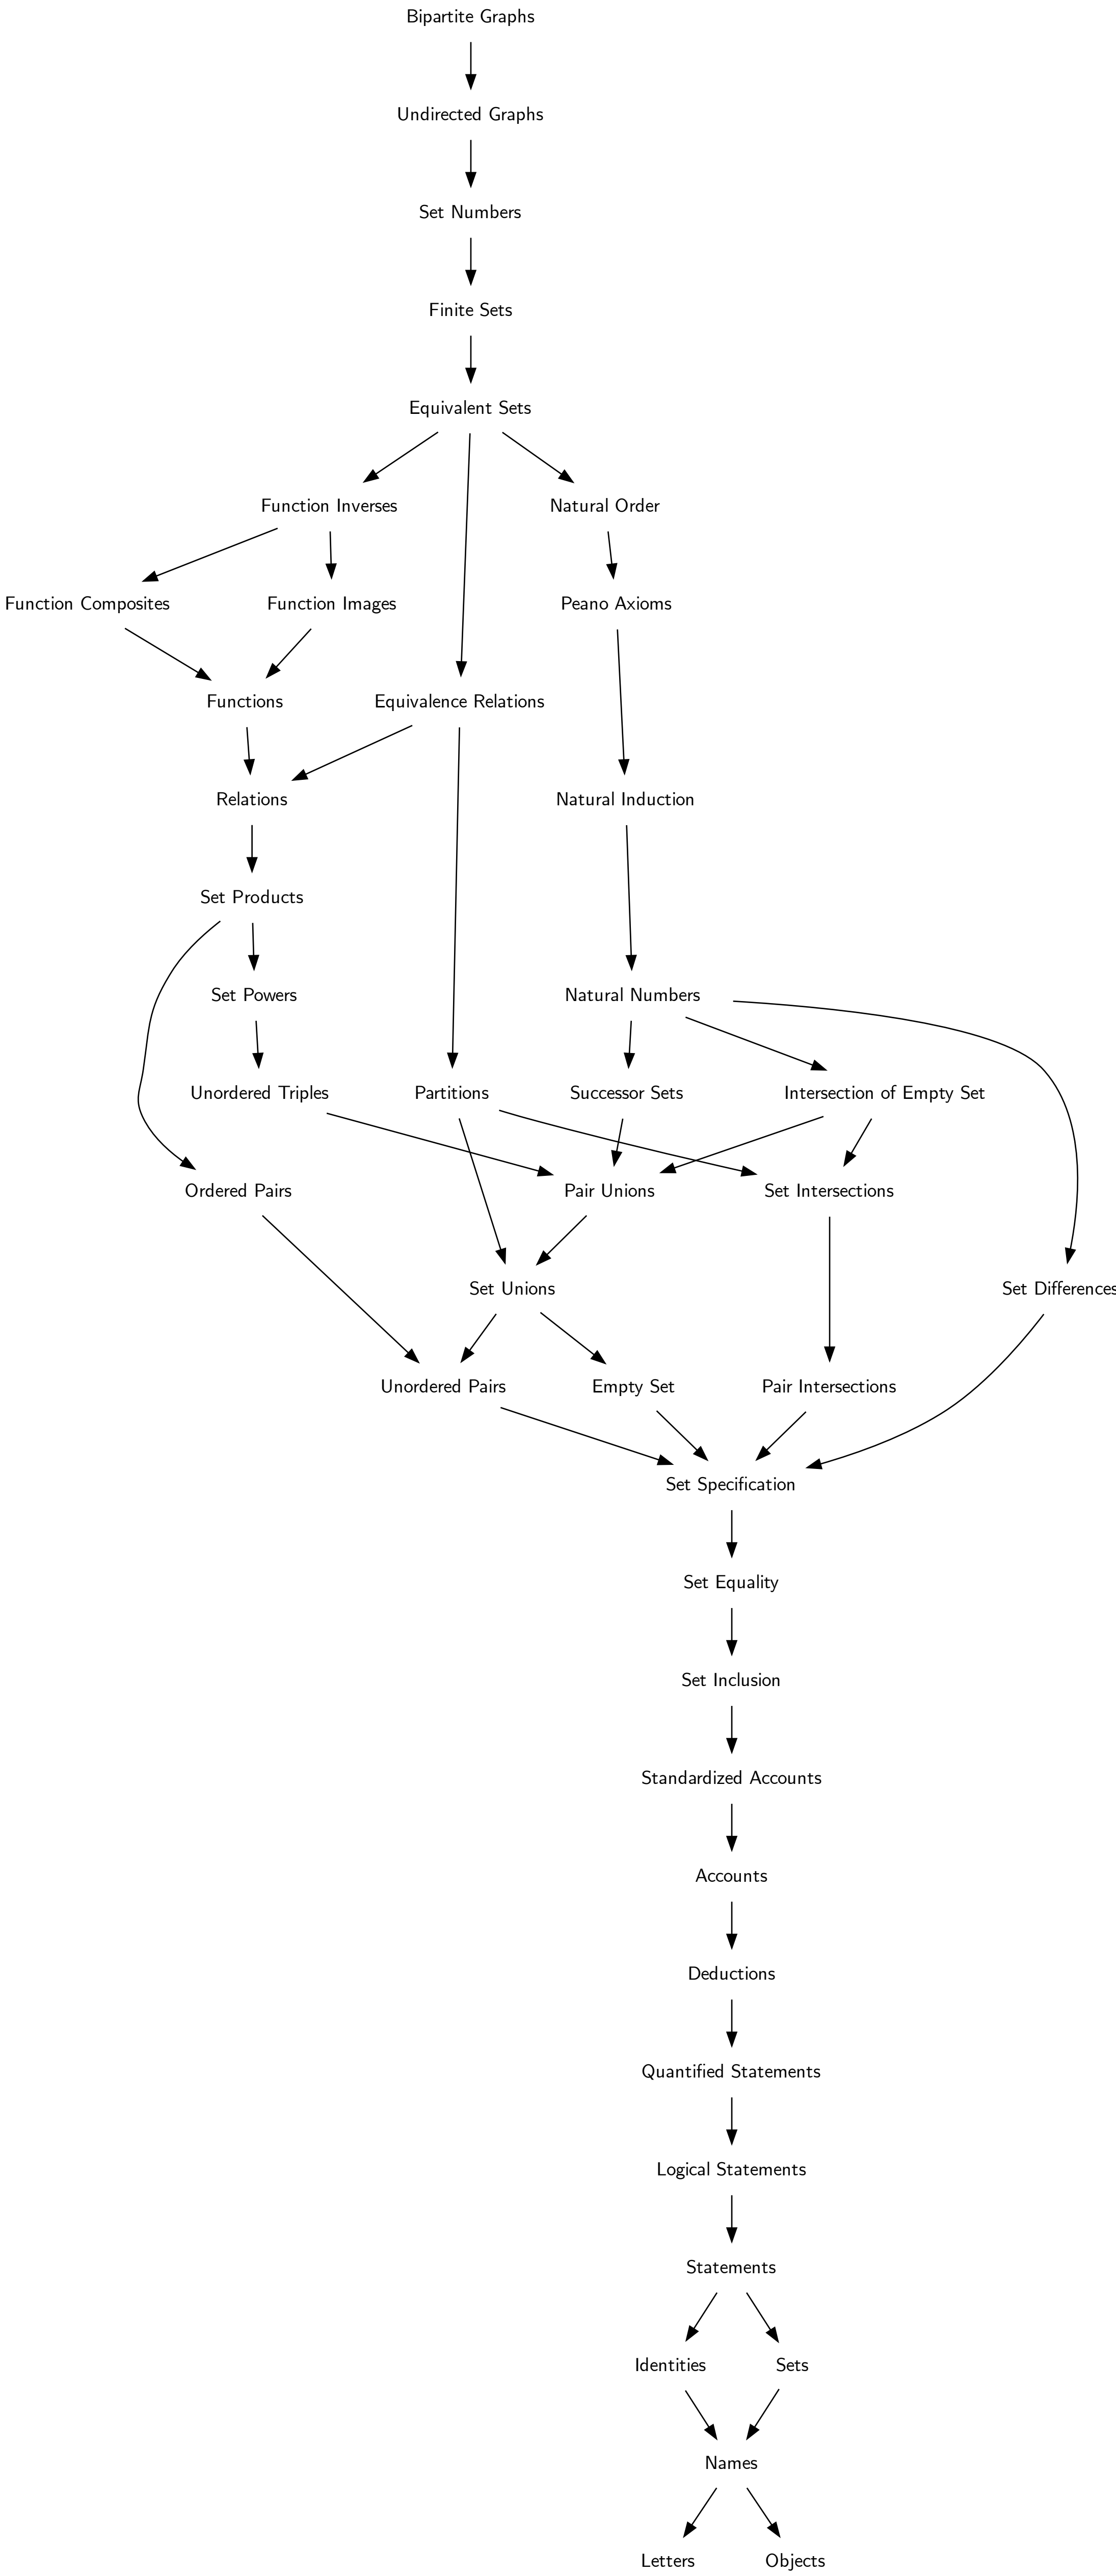 Bipartite Graphs
Undirected Graphs
Set Numbers
Finite Sets
Equivalent Sets
Function Inverses
Natural Order
Function Composites
Function Images
Peano Axioms
Functions
Equivalence Relations
Relations
Natural Induction
Set Products
Set Powers
Natural Numbers
Unordered Triples
Partitions
Successor Sets
Intersection of Empty Set
Ordered Pairs
Pair Unions
Set Intersections
Set Unions
Set Differences
Unordered Pairs
Empty Set
Pair Intersections
Set Specification
Set Equality
Set Inclusion
Standardized Accounts
Accounts
Deductions
Quantified Statements
Logical Statements
Statements
Identities
Sets
Names
Letters
Objects